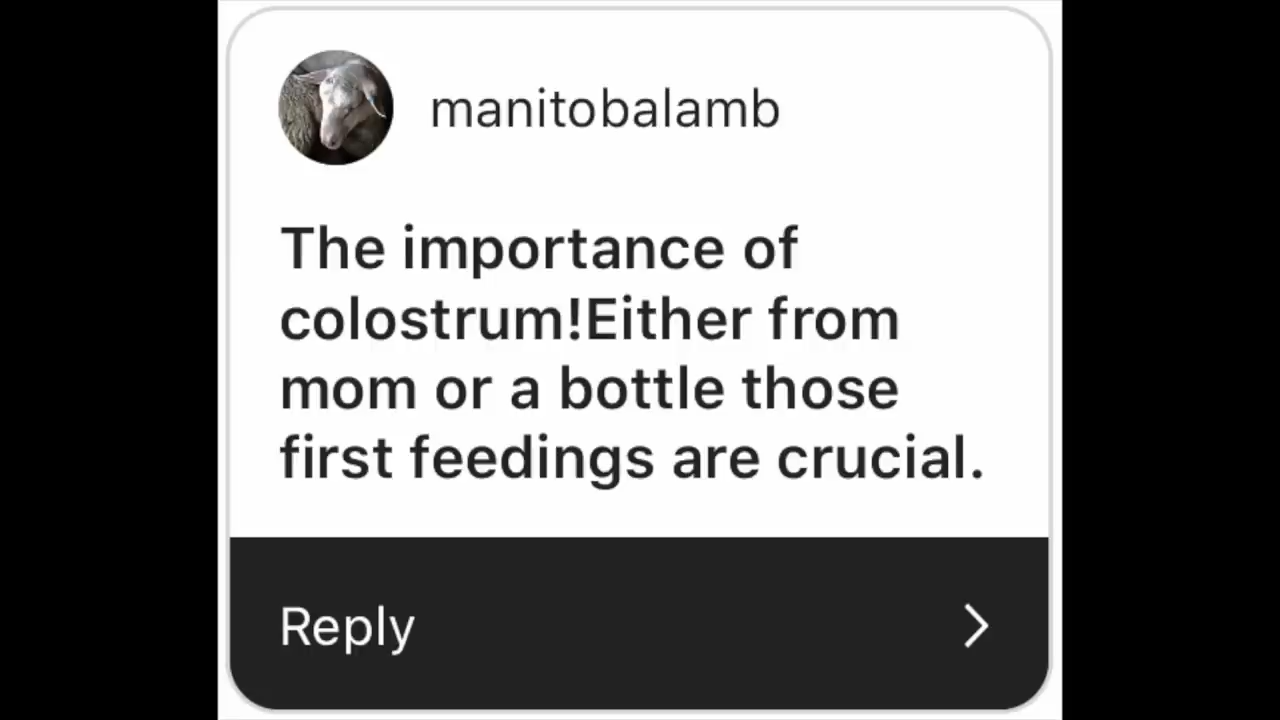 manitobalamb
The importance of
colostrum!Either from
mom or a bottle those
first feedings are crucial.
Reply